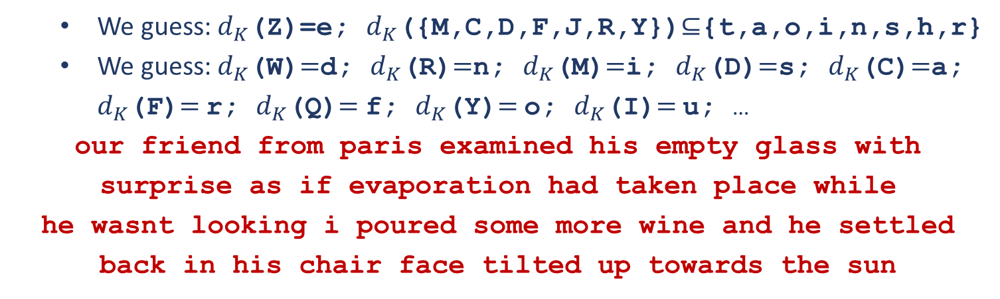 • We guess: d_K(Z)=e; d_K({M,C,D,F,J,R,Y})⊆{t,a,o,i,n,s,h,r}
• We guess: d_K(W)=d; d_K(R)=n; d_K(M)=i; d_K(D)=s; d_K(C)=a;
d_K(F)= r; d_K(Q)= f; d_K(Y)= o; d_K(I)= u; …
our friend from paris examined his empty glass with
surprise as if evaporation had taken place while
he wasnt looking i poured some more wine and he settled
back in his chair face tilted up towards the sun